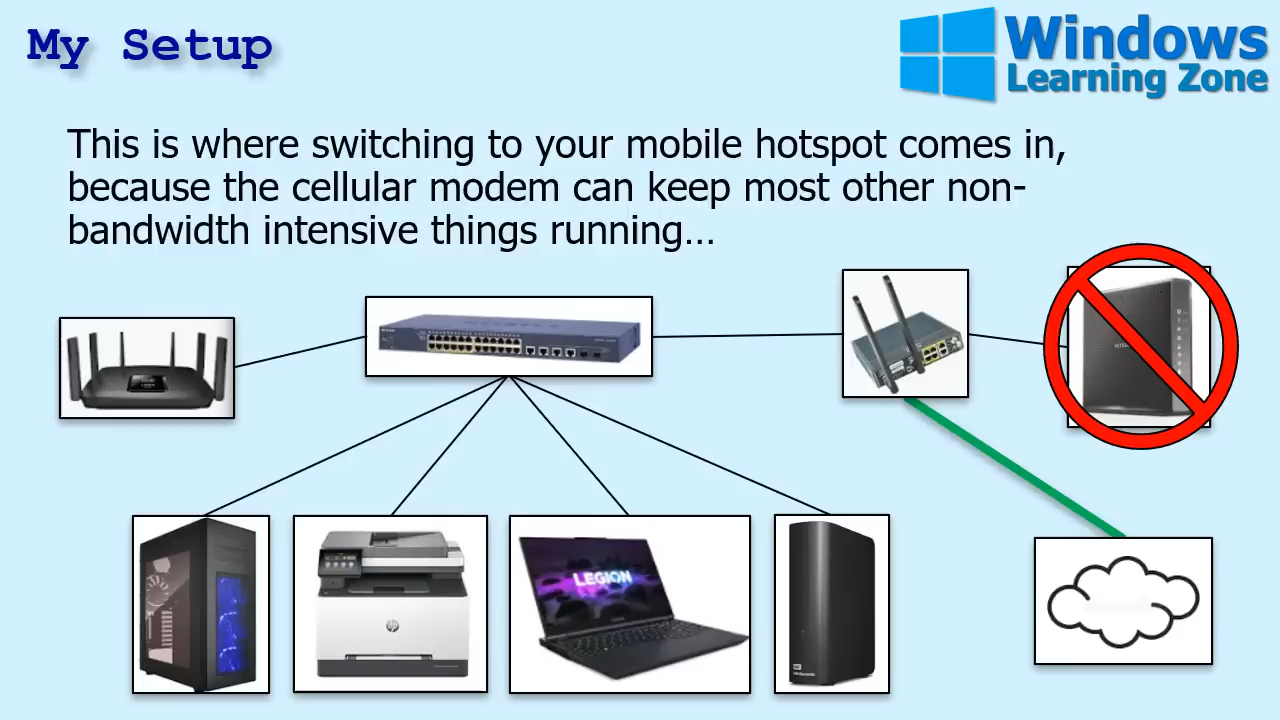 My Setup
Windows
Learning Zone
This is where switching to your mobile hotspot comes in,
because the cellular modem can keep most other non-
bandwidth intensive things running…
LEGION
hp